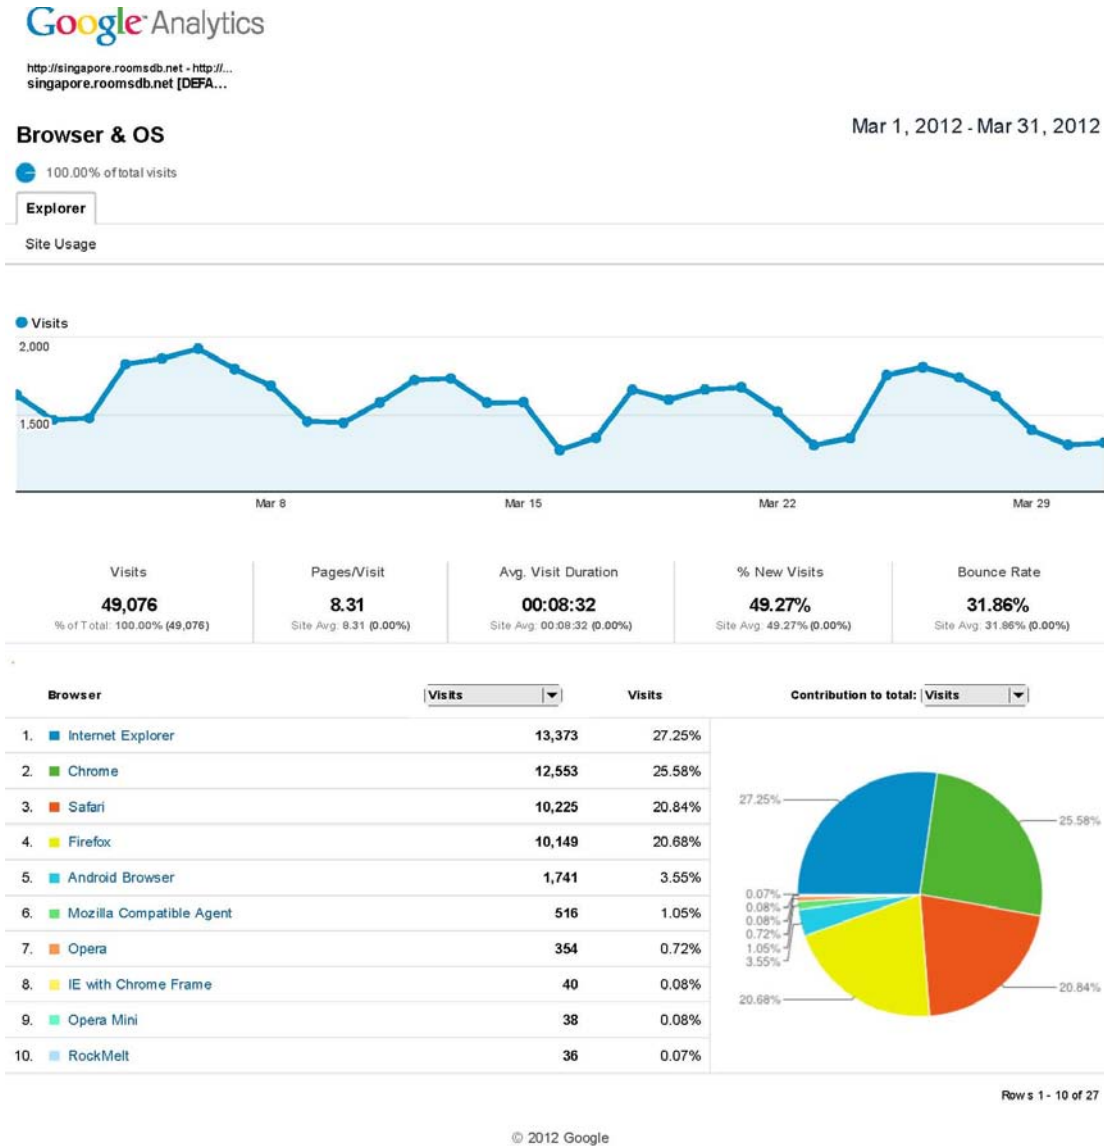 Google Analytics
http://singapore.roomsdb.net - http://...
singapore.roomsdb.net [DEFA...
Browser & OS
Mar 1, 2012 - Mar 31, 2012
100.00% of total visits
Explorer
Site Usage
Visits
2,000
1,500
Mar 8 Mar 15 Mar 22 Mar 29
Visits Pages/Visit Avg. Visit Duration % New Visits Bounce Rate
49,076 8.31 00:08:32 49.27% 31.86%
% of Total: 100.00% (49,076) Site Avg: 8.31 (0.00%) Site Avg: 00:08:32 (0.00%) Site Avg: 49.27% (0.00%) Site Avg: 31.86% (0.00%)
Browser Visits Visits Contribution to total: Visits
1. Internet Explorer 13,373 27.25%
2. Chrome 12,553 25.58%
3. Safari 10,225 20.84%
4. Firefox 10,149 20.68%
5. Android Browser 1,741 3.55%
6. Mozilla Compatible Agent 516 1.05%
7. Opera 354 0.72%
8. IE with Chrome Frame 40 0.08%
9. Opera Mini 38 0.08%
10. RockMelt 36 0.07%
27.25%
25.58%
0.07%
0.08%
0.08%
0.72%
1.05%
3.55%
20.68%
20.84%
Rows 1 - 10 of 27
© 2012 Google